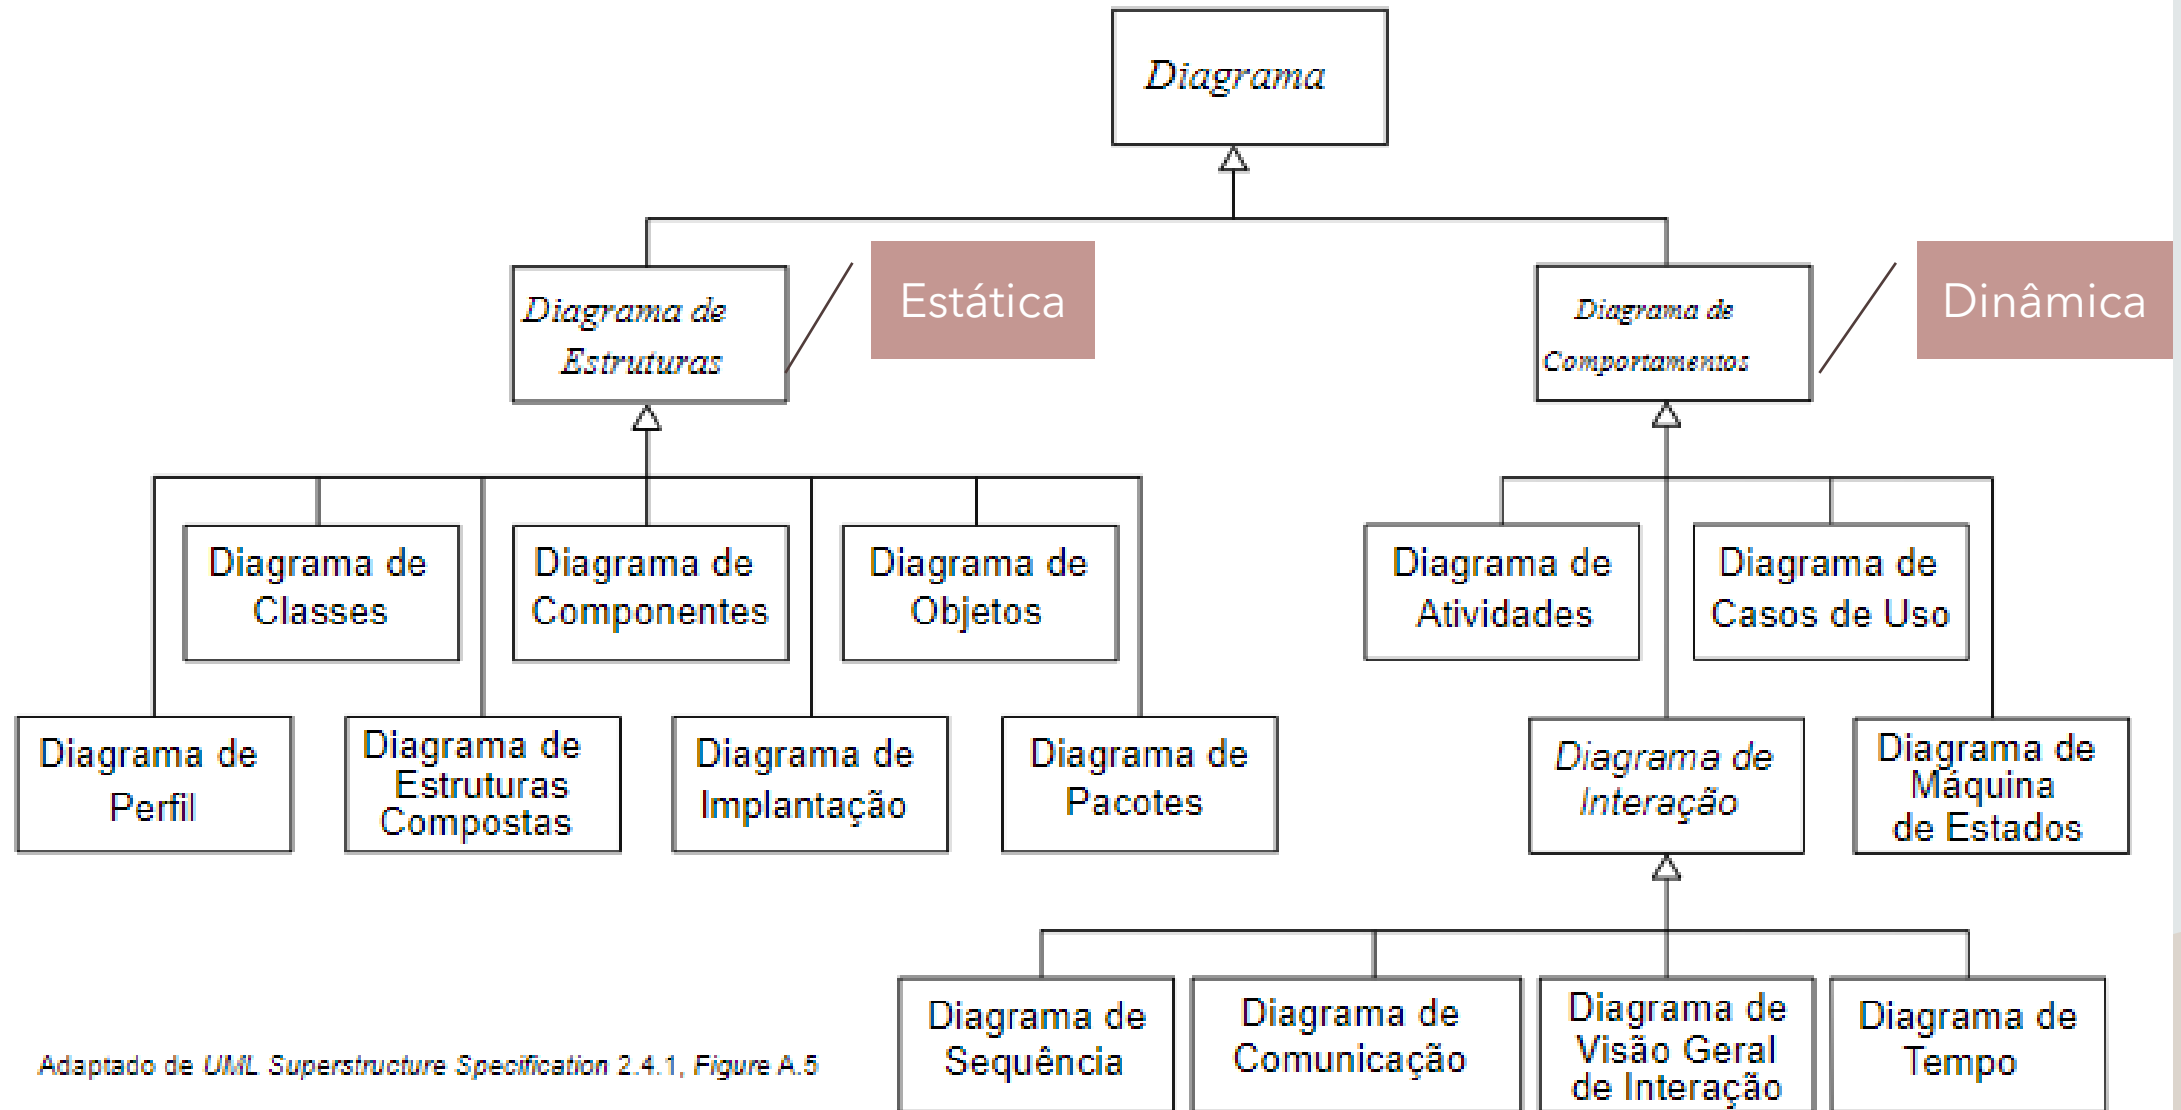 Diagrama
Diagrama de
Estruturas
Estática
Diagrama de
Comportamentos
Dinâmica
Diagrama de
Classes
Diagrama de
Componentes
Diagrama de
Objetos
Diagrama de
Atividades
Diagrama de
Casos de Uso
Diagrama de
Perfil
Diagrama de
Estruturas
Compostas
Diagrama de
Implantação
Diagrama de
Pacotes
Diagrama de
Interação
Diagrama de
Máquina
de Estados
Diagrama de
Sequência
Diagrama de
Comunicação
Diagrama de
Visão Geral
de Interação
Diagrama de
Tempo
Adaptado de UML Superstructure Specification 2.4.1, Figure A.5